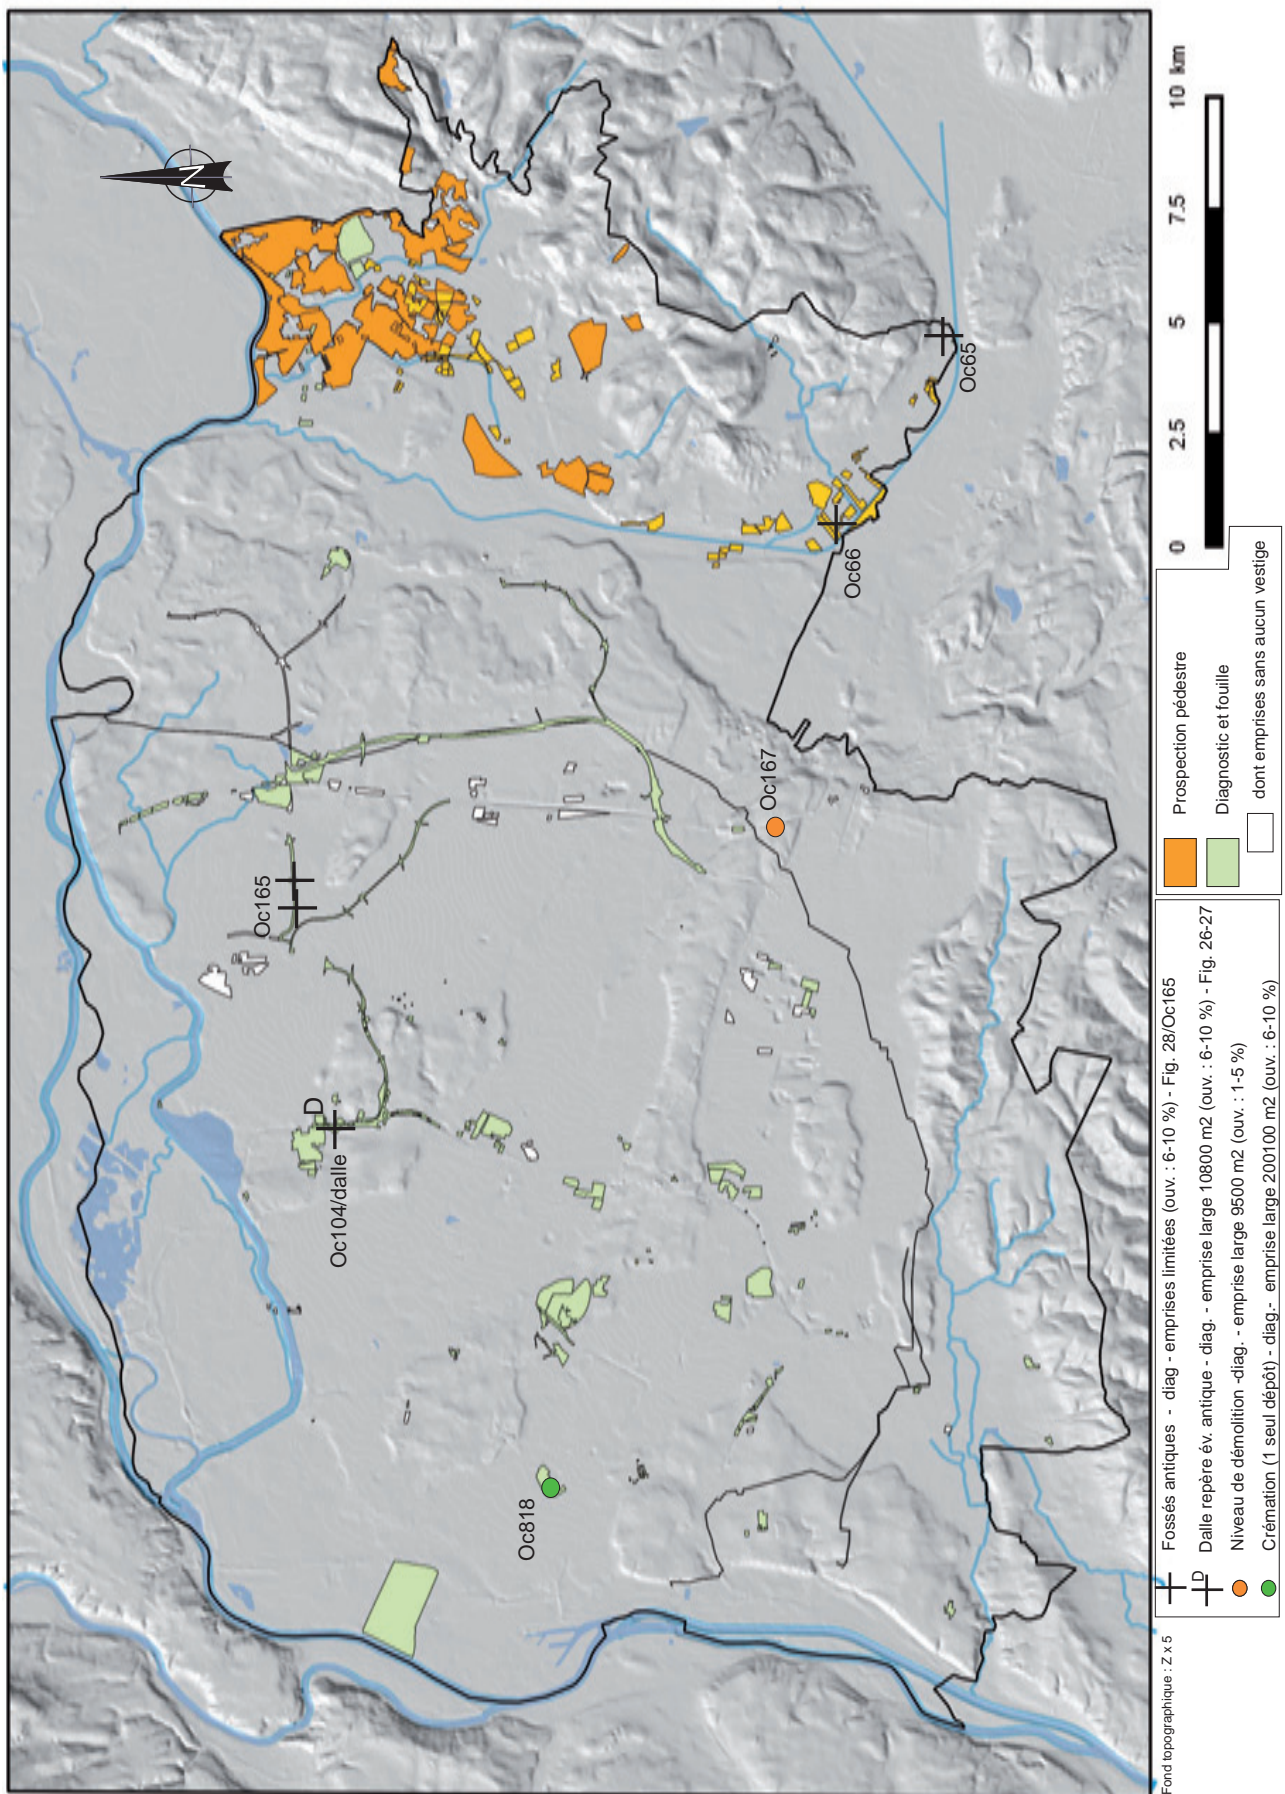 N
Oc65
Oc66
Oc167
Oc165
D
Oc104/dalle
Oc818
0 2.5 5 7.5 10 km
Prospection pédestre
Diagnostic et fouille
dont emprises sans aucun vestige
Fossés antiques - diag - emprises limitées (ouv. : 6-10 %) - Fig. 28/Oc165
D Dalle repère év. antique - diag. - emprise large 10800 m2 (ouv. : 6-10 %) - Fig. 26-27
Niveau de démolition -diag. - emprise large 9500 m2 (ouv. : 1-5 %)
Crémation (1 seul dépôt) - diag.- emprise large 200100 m2 (ouv. : 6-10 %)
Fond topographique : Z x 5